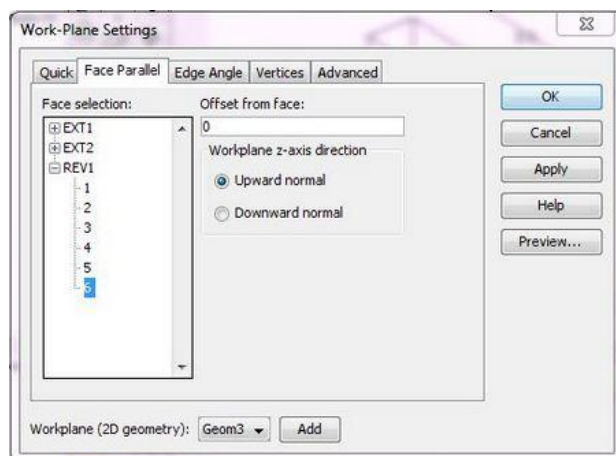 Work-Plane Settings
Quick Face Parallel Edge Angle Vertices Advanced
Face selection:
EXT1
EXT2
REV1
1
2
3
4
5
6
Offset from face:
0
Workplane z-axis direction
Upward normal
Downward normal
OK
Cancel
Apply
Help
Preview...
Workplane (2D geometry): Geom3 Add